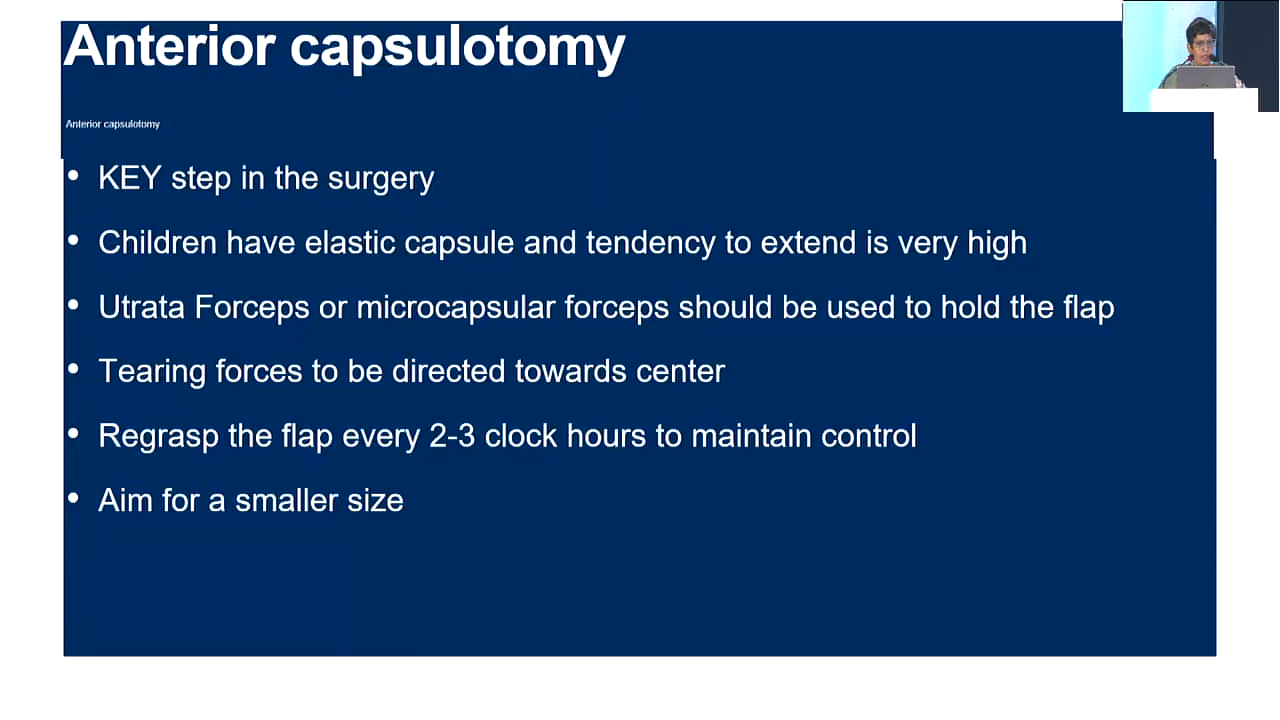 Anterior capsulotomy
Anterior capsulotomy
• KEY step in the surgery
• Children have elastic capsule and tendency to extend is very high
• Utrata Forceps or microcapsular forceps should be used to hold the flap
• Tearing forces to be directed towards center
• Regrasp the flap every 2-3 clock hours to maintain control
• Aim for a smaller size